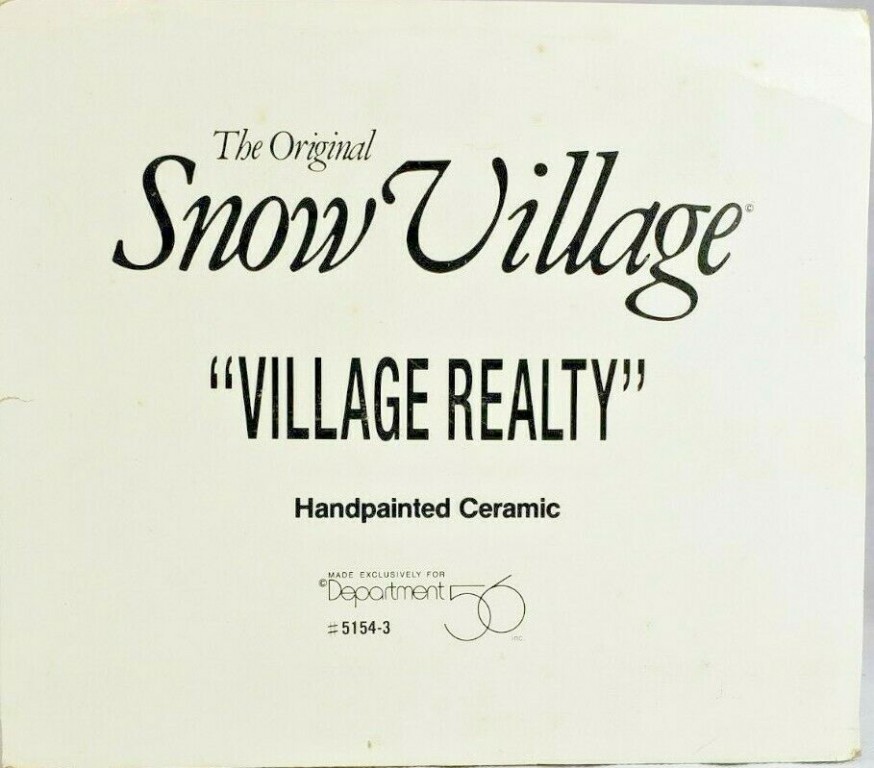 The Original
Snow Village©
“VILLAGE REALTY”
Handpainted Ceramic
MADE EXCLUSIVELY FOR
©Department 56 inc.
#5154-3